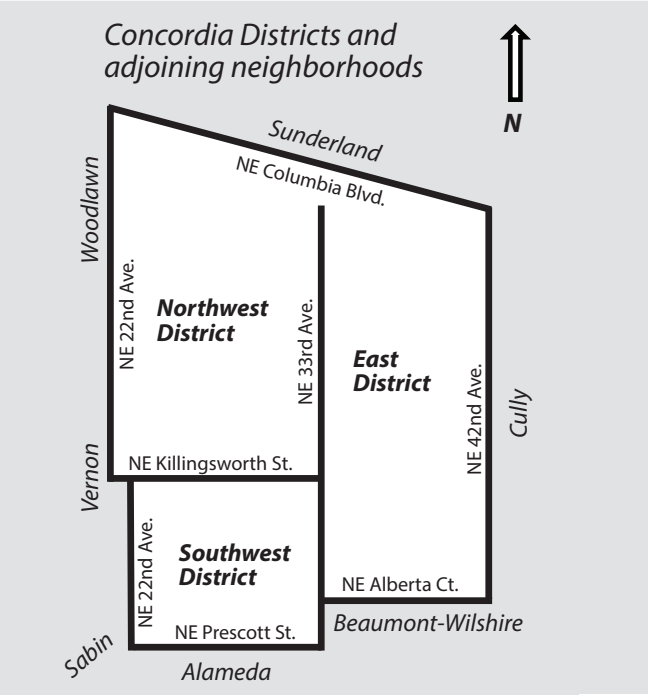 Concordia Districts and
adjoining neighborhoods
N
Sunderland
NE Columbia Blvd.
Woodlawn
NE 22nd Ave.
Northwest
District
NE 33rd Ave.
East
District
NE 42nd Ave.
Cully
Vernon
NE Killingsworth St.
NE 22nd Ave.
Southwest
District
NE Alberta Ct.
NE Prescott St.
Beaumont-Wilshire
Sabin
Alameda